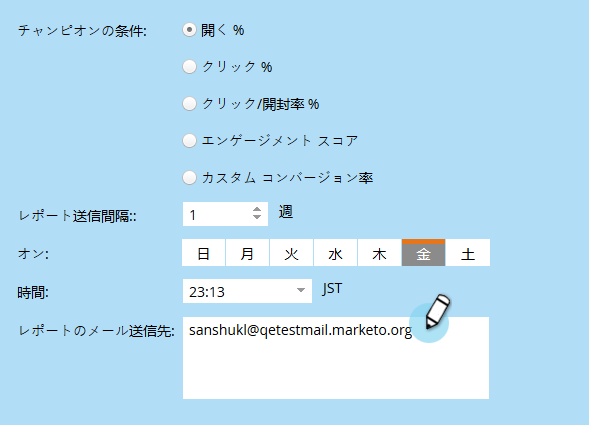 チャンピオンの条件: 開く %
クリック %
クリック/開封率 %
エンゲージメント スコア
カスタム コンバージョン率
レポート送信間隔:: 1 週
オン: 日 月 火 水 木 金 土
時間: 23:13 JST
レポートのメール送信先: sanshukl@qetestmail.marketo.org